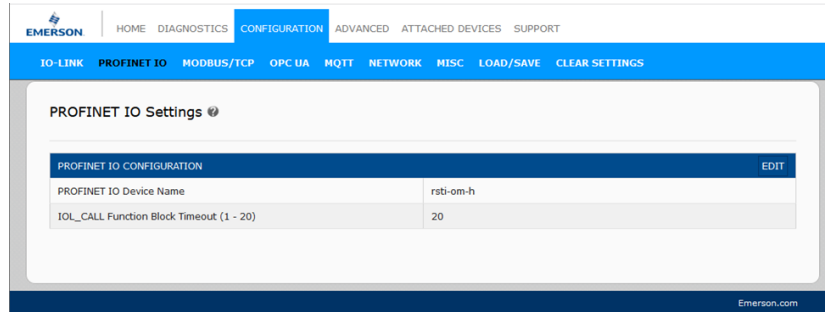 EMERSON
HOME DIAGNOSTICS CONFIGURATION ADVANCED ATTACHED DEVICES SUPPORT
IO-LINK PROFINET IO MODBUS/TCP OPC UA MQTT NETWORK MISC LOAD/SAVE CLEAR SETTINGS
PROFINET IO Settings ?
PROFINET IO CONFIGURATION EDIT
PROFINET IO Device Name rsti-om-h
IOL_CALL Function Block Timeout (1 - 20) 20
Emerson.com